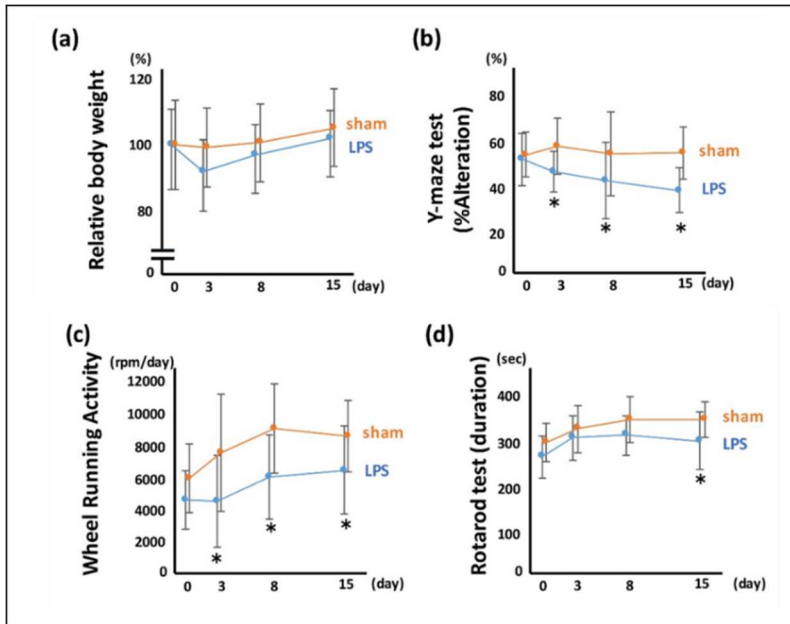 (a)
(%)
Relative body weight
120
100
80
0
sham
LPS
0 3 8 15 (day)
(b)
(%)
Y-maze test
(%Alteration)
80
60
40
20
0
sham
LPS
* * *
0 3 8 15 (day)
(c)
(rpm/day)
Wheel Running Activity
12000
10000
8000
6000
4000
2000
0
sham
LPS
* * *
0 3 8 15 (day)
(d)
(sec)
Rotarod test (duration)
400
300
200
100
0
sham
LPS
*
0 3 8 15 (day)